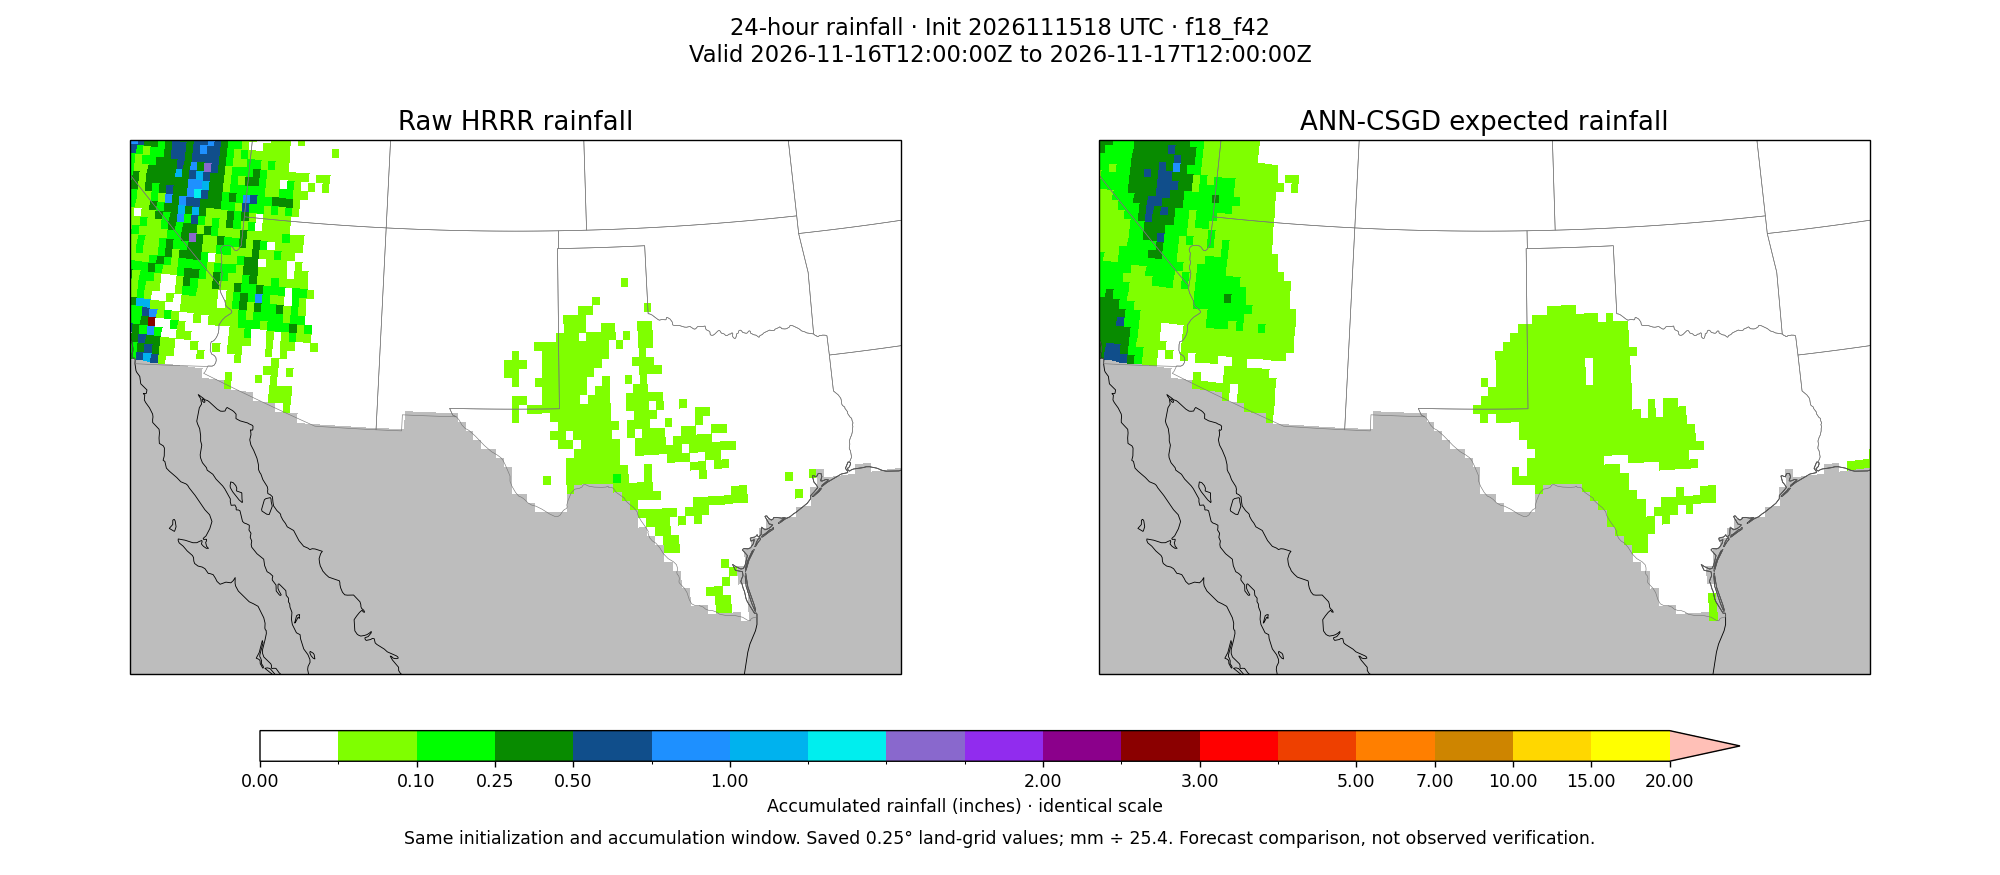 24-hour rainfall · Init 2026111518 UTC · f18_f42
Valid 2026-11-16T12:00:00Z to 2026-11-17T12:00:00Z
Raw HRRR rainfall
ANN-CSGD expected rainfall
0.00 0.10 0.25 0.50 1.00 2.00 3.00 5.00 7.00 10.00 15.00 20.00
Accumulated rainfall (inches) · identical scale
Same initialization and accumulation window. Saved 0.25° land-grid values; mm ÷ 25.4. Forecast comparison, not observed verification.